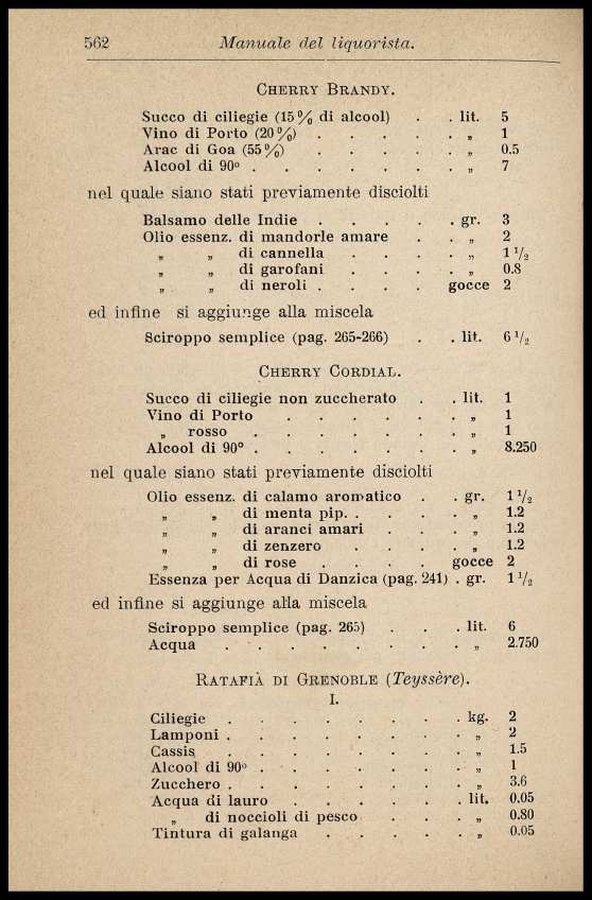 562 Manuale del liquorista.
CHERRY BRANDY.
Succo di ciliegie (15% di alcool) . . lit. 5
Vino di Porto (20%) . . . . . „ 1
Arac di Goa (55%) . . . . . „ 0.5
Alcool di 90º . . . . . . . „ 7
nel quale siano stati previamente disciolti
Balsamo delle Indie . . . . . gr. 3
Olio essenz. di mandorle amare . . „ 2
„ „ di cannella . . . . „ 1 1/2
„ „ di garofani . . . . „ 0.8
„ „ di neroli . . . . gocce 2
ed infine si aggiunge alla miscela
Sciroppo semplice (pag. 265-266) . . lit. 6 1/2
CHERRY CORDIAL.
Succo di ciliegie non zuccherato . . lit. 1
Vino di Porto . . . . . . „ 1
„ rosso . . . . . . . „ 1
Alcool di 90º . . . . . . . „ 8.250
nel quale siano stati previamente disciolti
Olio essenz. di calamo aromatico . . gr. 1 1/2
„ „ di menta pip. . . . . „ 1.2
„ „ di aranci amari . . . „ 1.2
„ „ di zenzero . . . . „ 1.2
„ „ di rose . . . . gocce 2
Essenza per Acqua di Danzica (pag. 241) . gr. 1 1/2
ed infine si aggiunge alla miscela
Sciroppo semplice (pag. 265) . . . lit. 6
Acqua . . . . . . . . „ 2.750
RATAFIÀ DI GRENOBLE (Teyssère).
I.
Ciliegie . . . . . . . . kg. 2
Lamponi . . . . . . . . „ 2
Cassis . . . . . . . . „ 1.5
Alcool di 90º . . . . . . . „ 1
Zucchero . . . . . . . . „ 3.6
Acqua di lauro . . . . . . lit. 0.05
„ di noccioli di pesco . . . „ 0.80
Tintura di galanga . . . . . „ 0.05